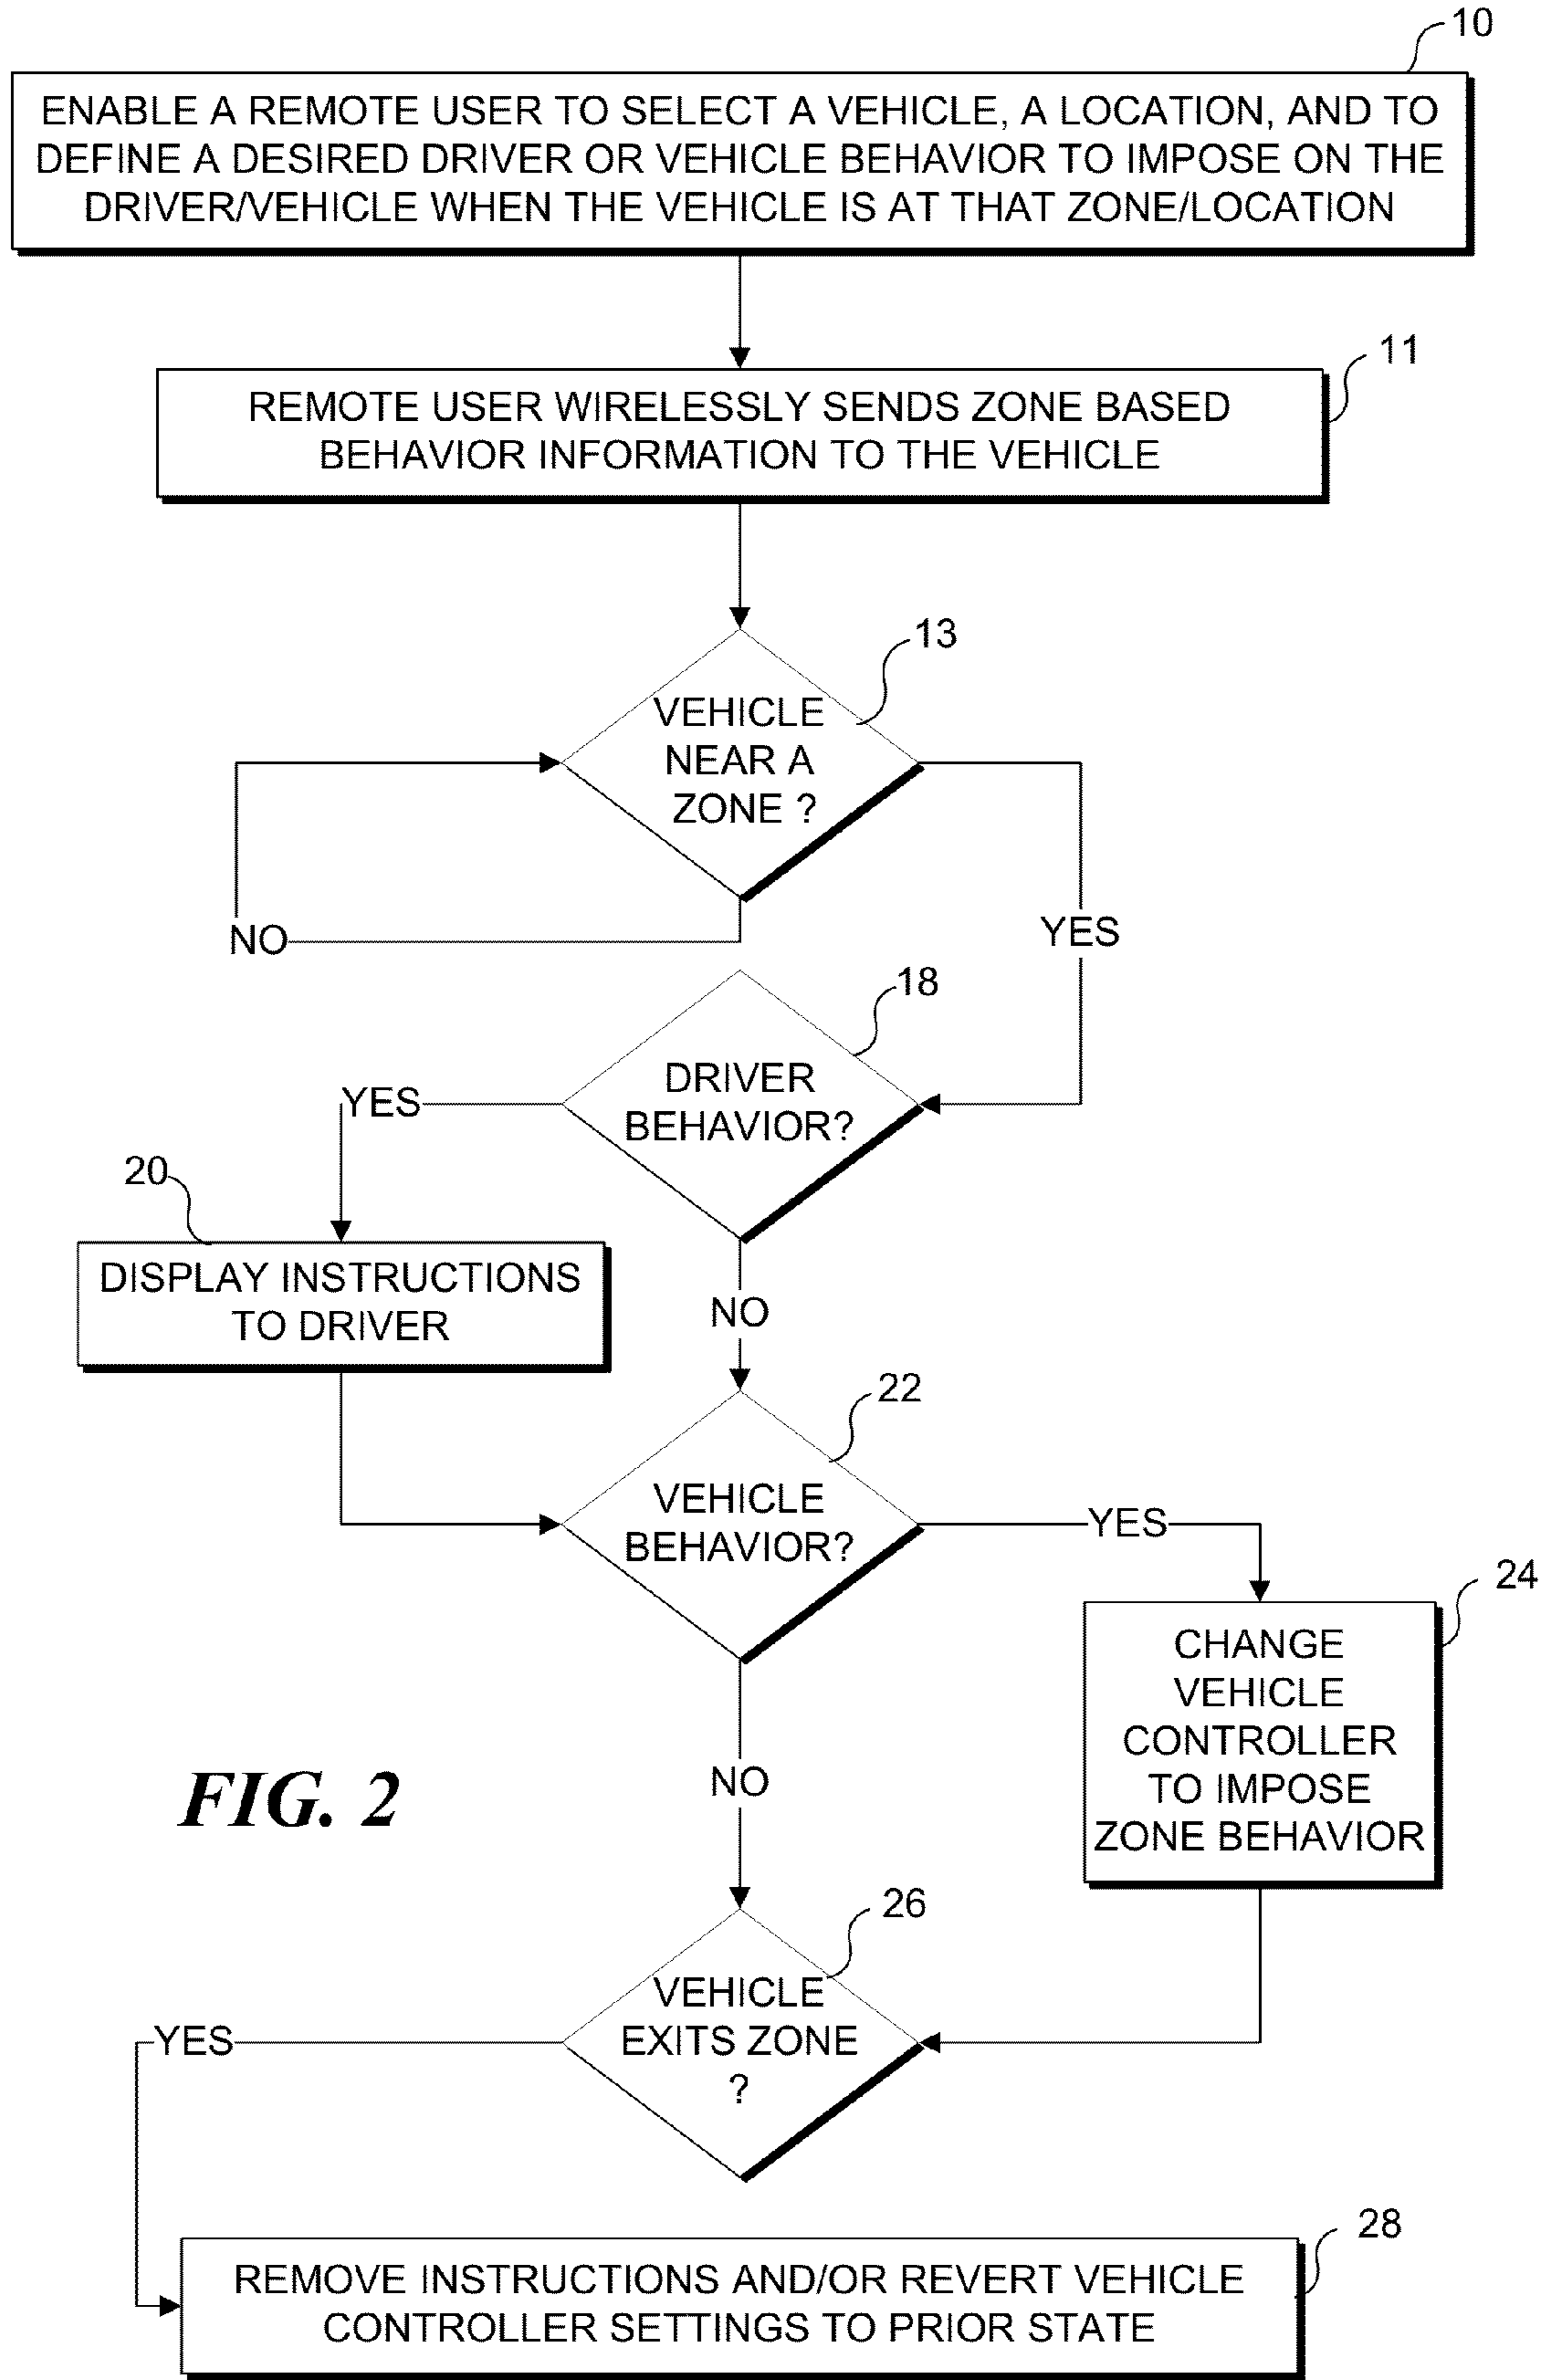 10
ENABLE A REMOTE USER TO SELECT A VEHICLE, A LOCATION, AND TO
DEFINE A DESIRED DRIVER OR VEHICLE BEHAVIOR TO IMPOSE ON THE
DRIVER/VEHICLE WHEN THE VEHICLE IS AT THAT ZONE/LOCATION
11
REMOTE USER WIRELESSLY SENDS ZONE BASED
BEHAVIOR INFORMATION TO THE VEHICLE
13
VEHICLE
NEAR A
ZONE ?
NO
YES
18
DRIVER
BEHAVIOR?
YES
20
DISPLAY INSTRUCTIONS
TO DRIVER
NO
22
VEHICLE
BEHAVIOR?
YES
24
CHANGE
VEHICLE
CONTROLLER
TO IMPOSE
ZONE BEHAVIOR
NO
FIG. 2
26
VEHICLE
EXITS ZONE
?
YES
28
REMOVE INSTRUCTIONS AND/OR REVERT VEHICLE
CONTROLLER SETTINGS TO PRIOR STATE